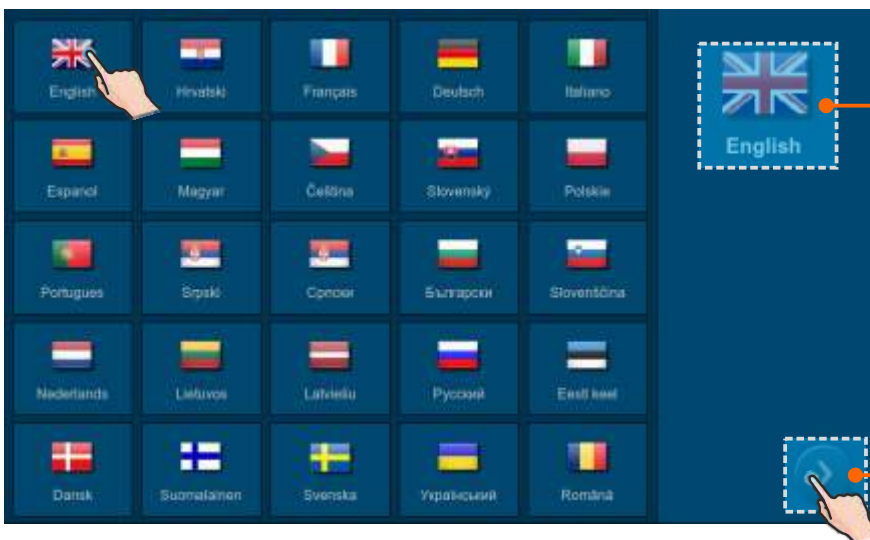 English Hrvatski Français Deutsch Italiano
English
Espanol Magyar Čeština Slovenský Polskie
Portugues Srpski Српски Български Slovenščina
Nederlands Lietuvos Latviešu Русский Eesti keel
Dansk Suomalainen Svenska Український Română